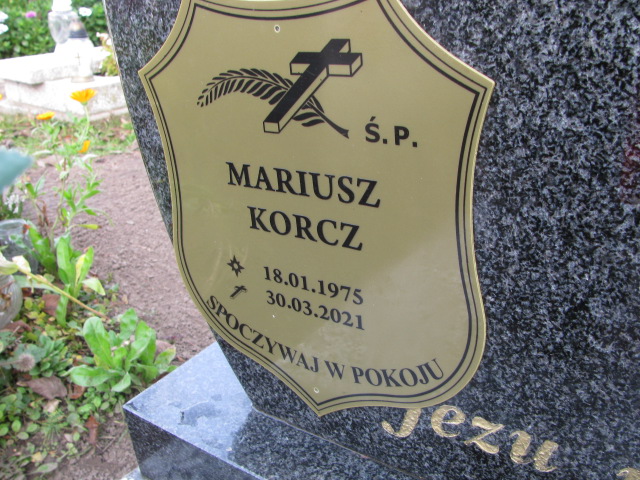 Ś.P.
MARIUSZ
KORCZ
18.01.1975
30.03.2021
SPOCZYWAJ W POKOJU
Jezu